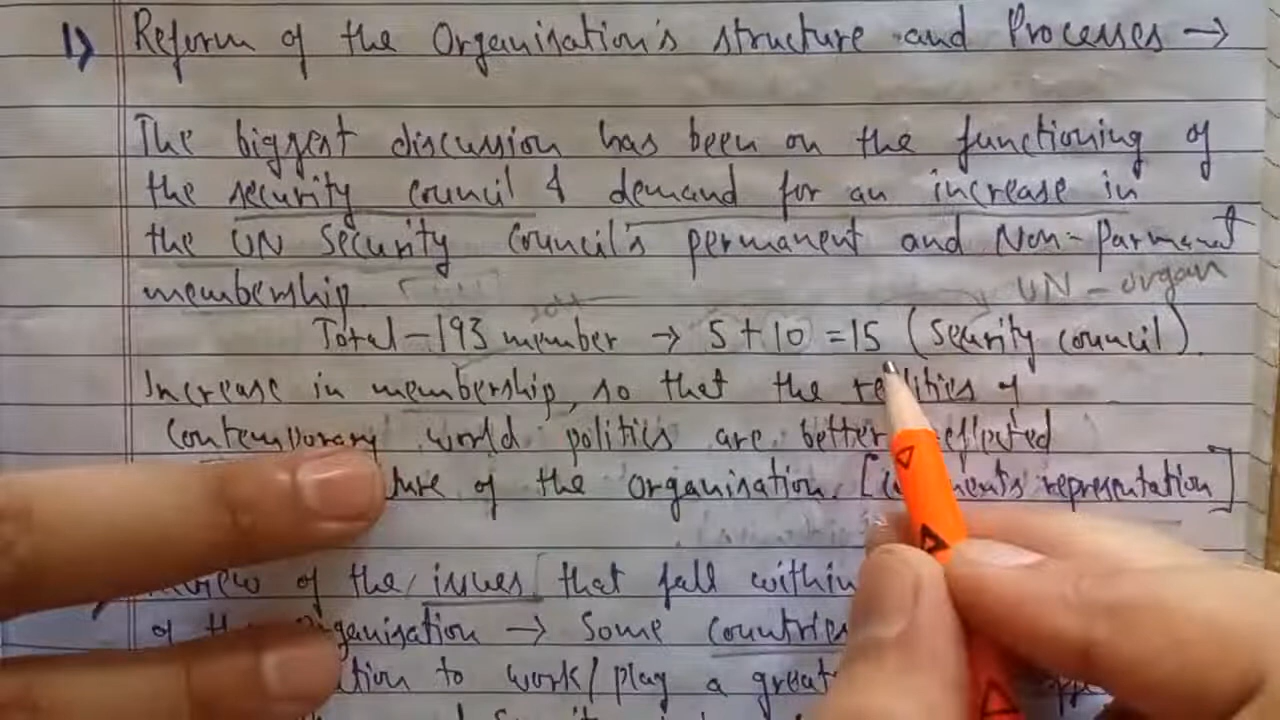 1) Reform of the Organisation's structure and Processes →
The biggest discussion has been on the functioning of
the security council & demand for an increase in
the UN Security Council's permanent and Non-Parmanent
membership.
UN - organ
Total - 193 member → 5 + 10 = 15 (Security Council).
Increase in membership, so that the realities of
contemporary world politics are better reflected
of the organisation. [representation]
of the issues that fall within
of the Organisation → Some countries
to work/play a